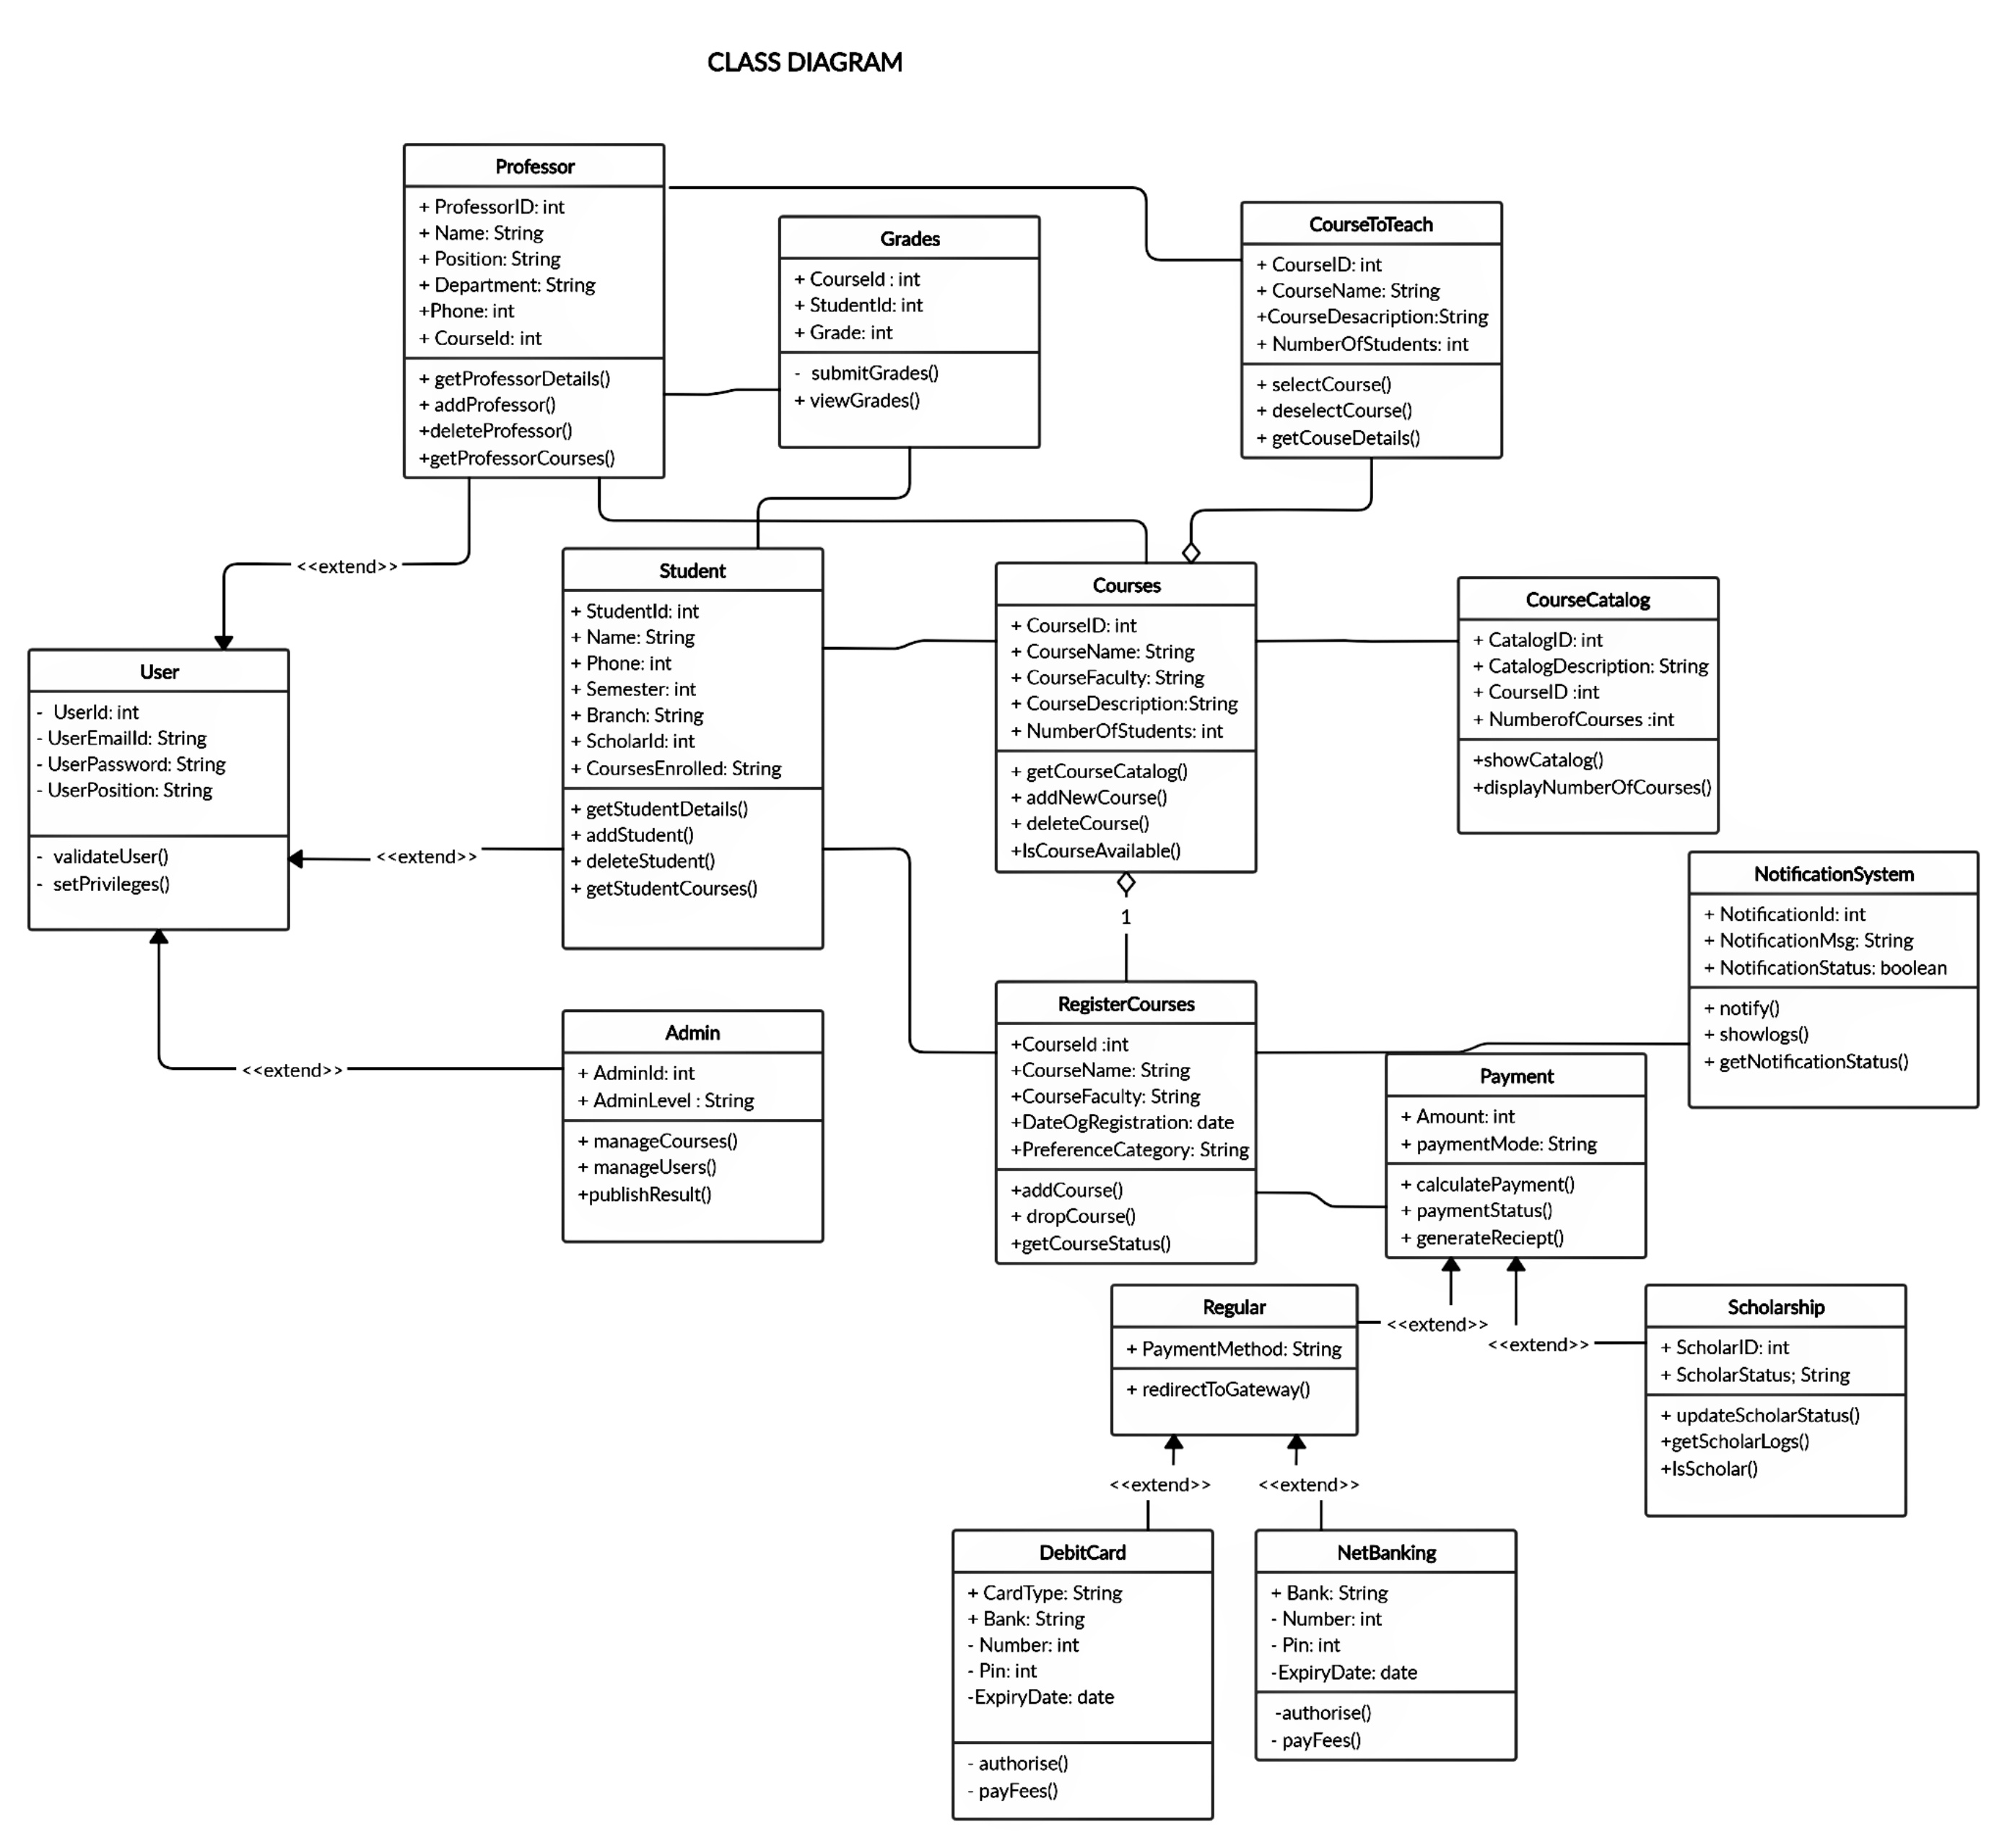 CLASS DIAGRAM
Professor
+ ProfessorID: int
+ Name: String
+ Position: String
+ Department: String
+Phone: int
+ CourseId: int
+ getProfessorDetails()
+ addProfessor()
+deleteProfessor()
+getProfessorCourses()
Grades
+ CourseId : int
+ StudentId: int
+ Grade: int
- submitGrades()
+ viewGrades()
CourseToTeach
+ CourseID: int
+ CourseName: String
+CourseDesacription:String
+ NumberOfStudents: int
+ selectCourse()
+ deselectCourse()
+ getCouseDetails()
<<extend>>
User
- UserId: int
- UserEmailId: String
- UserPassword: String
- UserPosition: String
- validateUser()
- setPrivileges()
<<extend>>
Student
+ StudentId: int
+ Name: String
+ Phone: int
+ Semester: int
+ Branch: String
+ ScholarId: int
+ CoursesEnrolled: String
+ getStudentDetails()
+ addStudent()
+ deleteStudent()
+ getStudentCourses()
Courses
+ CourseID: int
+ CourseName: String
+ CourseFaculty: String
+ CourseDescription:String
+ NumberOfStudents: int
+ getCourseCatalog()
+ addNewCourse()
+ deleteCourse()
+IsCourseAvailable()
1
CourseCatalog
+ CatalogID: int
+ CatalogDescription: String
+ CourseID :int
+ NumberofCourses :int
+showCatalog()
+displayNumberOfCourses()
NotificationSystem
+ NotificationId: int
+ NotificationMsg: String
+ NotificationStatus: boolean
+ notify()
+ showlogs()
+ getNotificationStatus()
<<extend>>
Admin
+ AdminId: int
+ AdminLevel : String
+ manageCourses()
+ manageUsers()
+publishResult()
RegisterCourses
+CourseId :int
+CourseName: String
+CourseFaculty: String
+DateOgRegistration: date
+PreferenceCategory: String
+addCourse()
+ dropCourse()
+getCourseStatus()
Payment
+ Amount: int
+ paymentMode: String
+ calculatePayment()
+ paymentStatus()
+ generateReciept()
Regular
+ PaymentMethod: String
+ redirectToGateway()
<<extend>>
<<extend>>
Scholarship
+ ScholarID: int
+ ScholarStatus; String
+ updateScholarStatus()
+getScholarLogs()
+IsScholar()
<<extend>>
<<extend>>
DebitCard
+ CardType: String
+ Bank: String
- Number: int
- Pin: int
-ExpiryDate: date
- authorise()
- payFees()
NetBanking
+ Bank: String
- Number: int
- Pin: int
-ExpiryDate: date
-authorise()
- payFees()